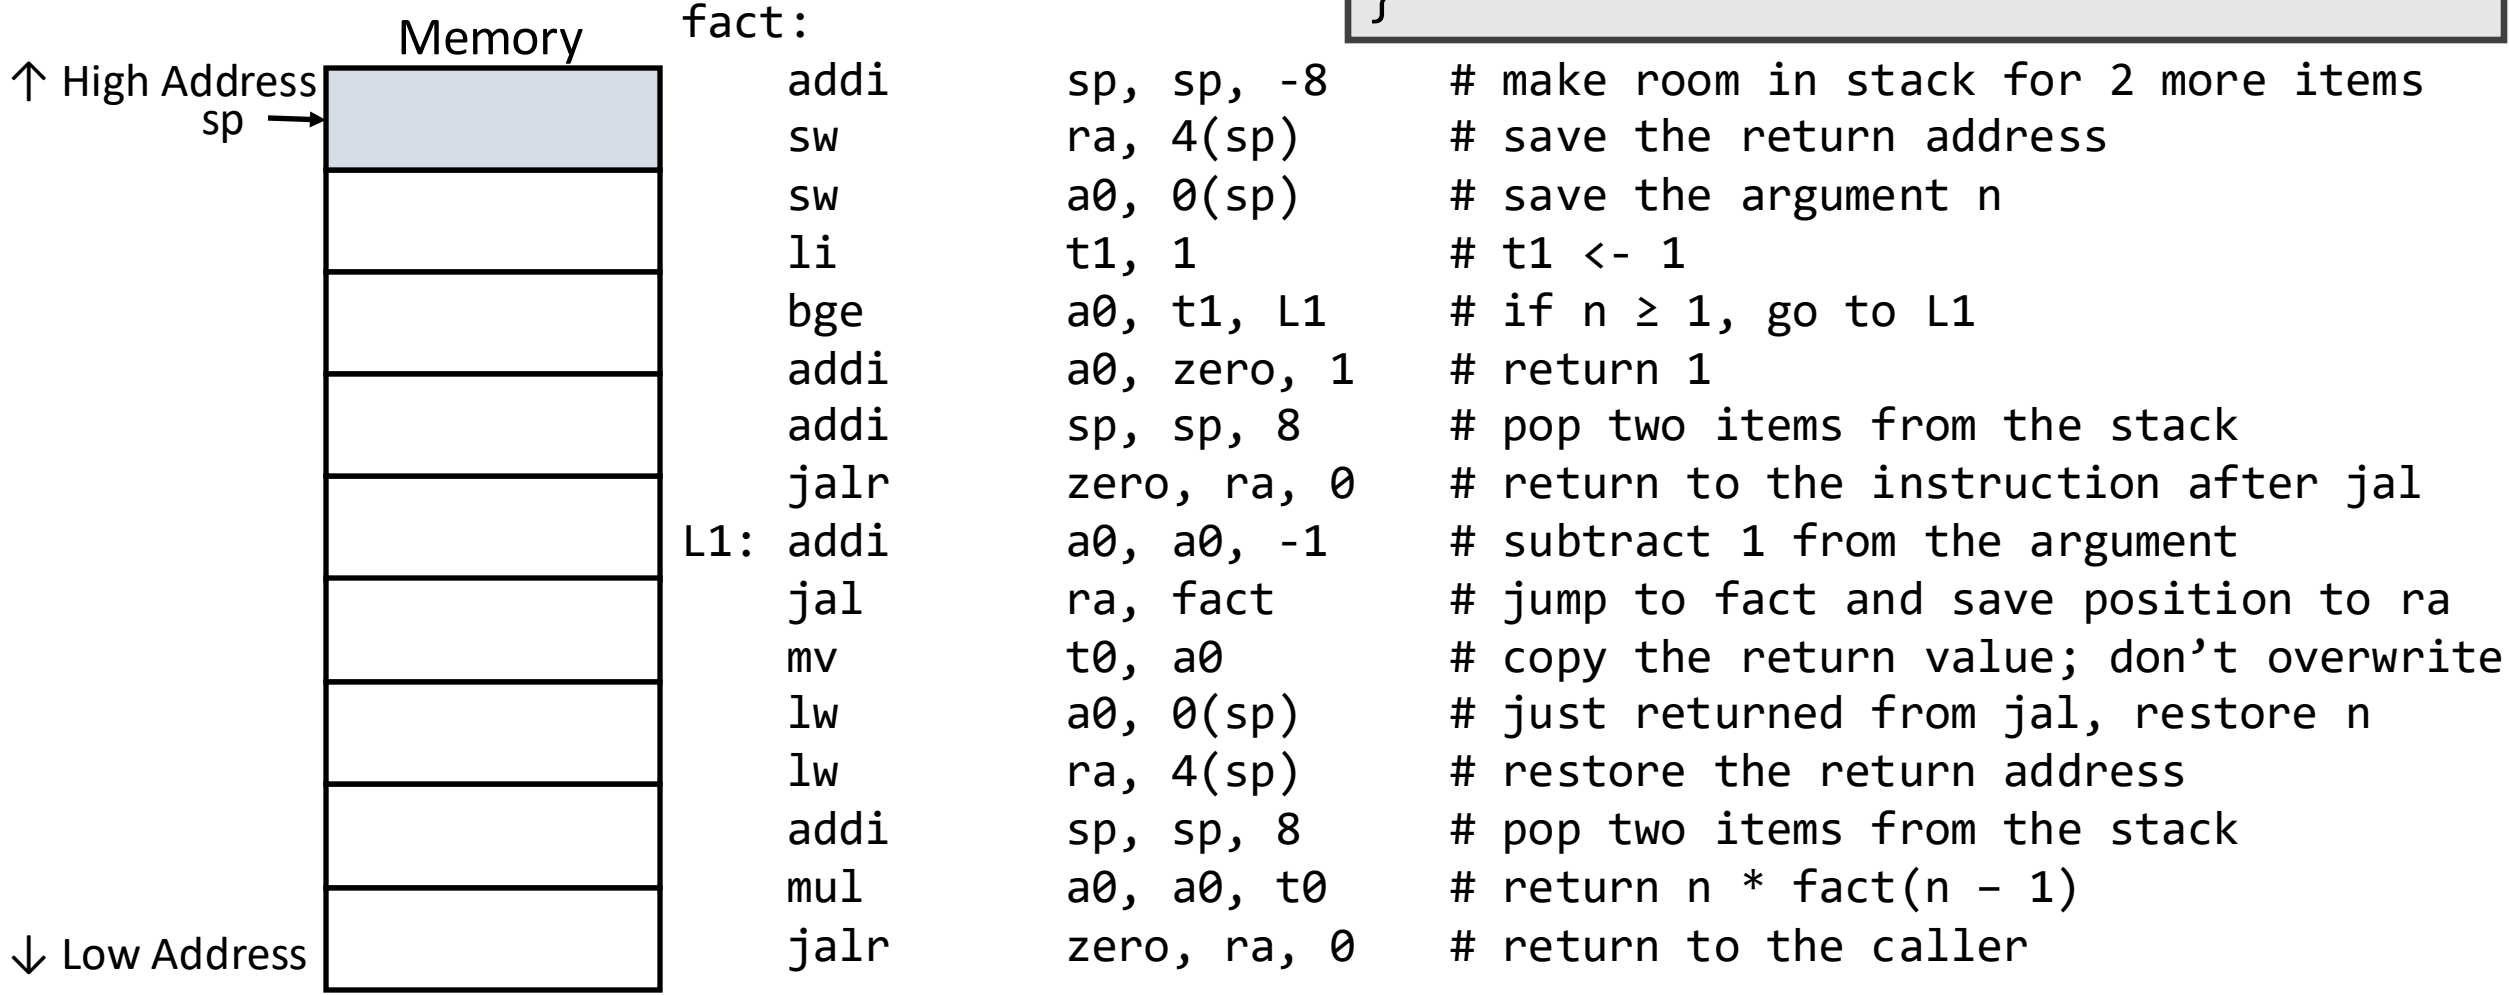 }
Memory
↑ High Address
sp
↓ Low Address
fact:
addi sp, sp, -8 # make room in stack for 2 more items
sw ra, 4(sp) # save the return address
sw a0, 0(sp) # save the argument n
li t1, 1 # t1 <- 1
bge a0, t1, L1 # if n ≥ 1, go to L1
addi a0, zero, 1 # return 1
addi sp, sp, 8 # pop two items from the stack
jalr zero, ra, 0 # return to the instruction after jal
L1: addi a0, a0, -1 # subtract 1 from the argument
jal ra, fact # jump to fact and save position to ra
mv t0, a0 # copy the return value; don’t overwrite
lw a0, 0(sp) # just returned from jal, restore n
lw ra, 4(sp) # restore the return address
addi sp, sp, 8 # pop two items from the stack
mul a0, a0, t0 # return n * fact(n – 1)
jalr zero, ra, 0 # return to the caller